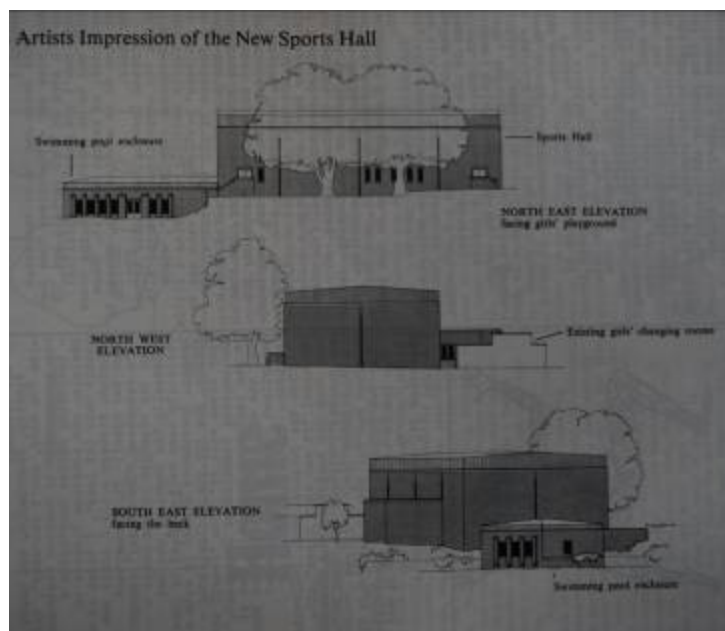 Artists Impression of the New Sports Hall
Swimming pool enclosure
Sports Hall
NORTH EAST ELEVATION
facing girls' playground
NORTH WEST
ELEVATION
Existing girls' changing rooms
SOUTH EAST ELEVATION
facing the
Swimming pool enclosure